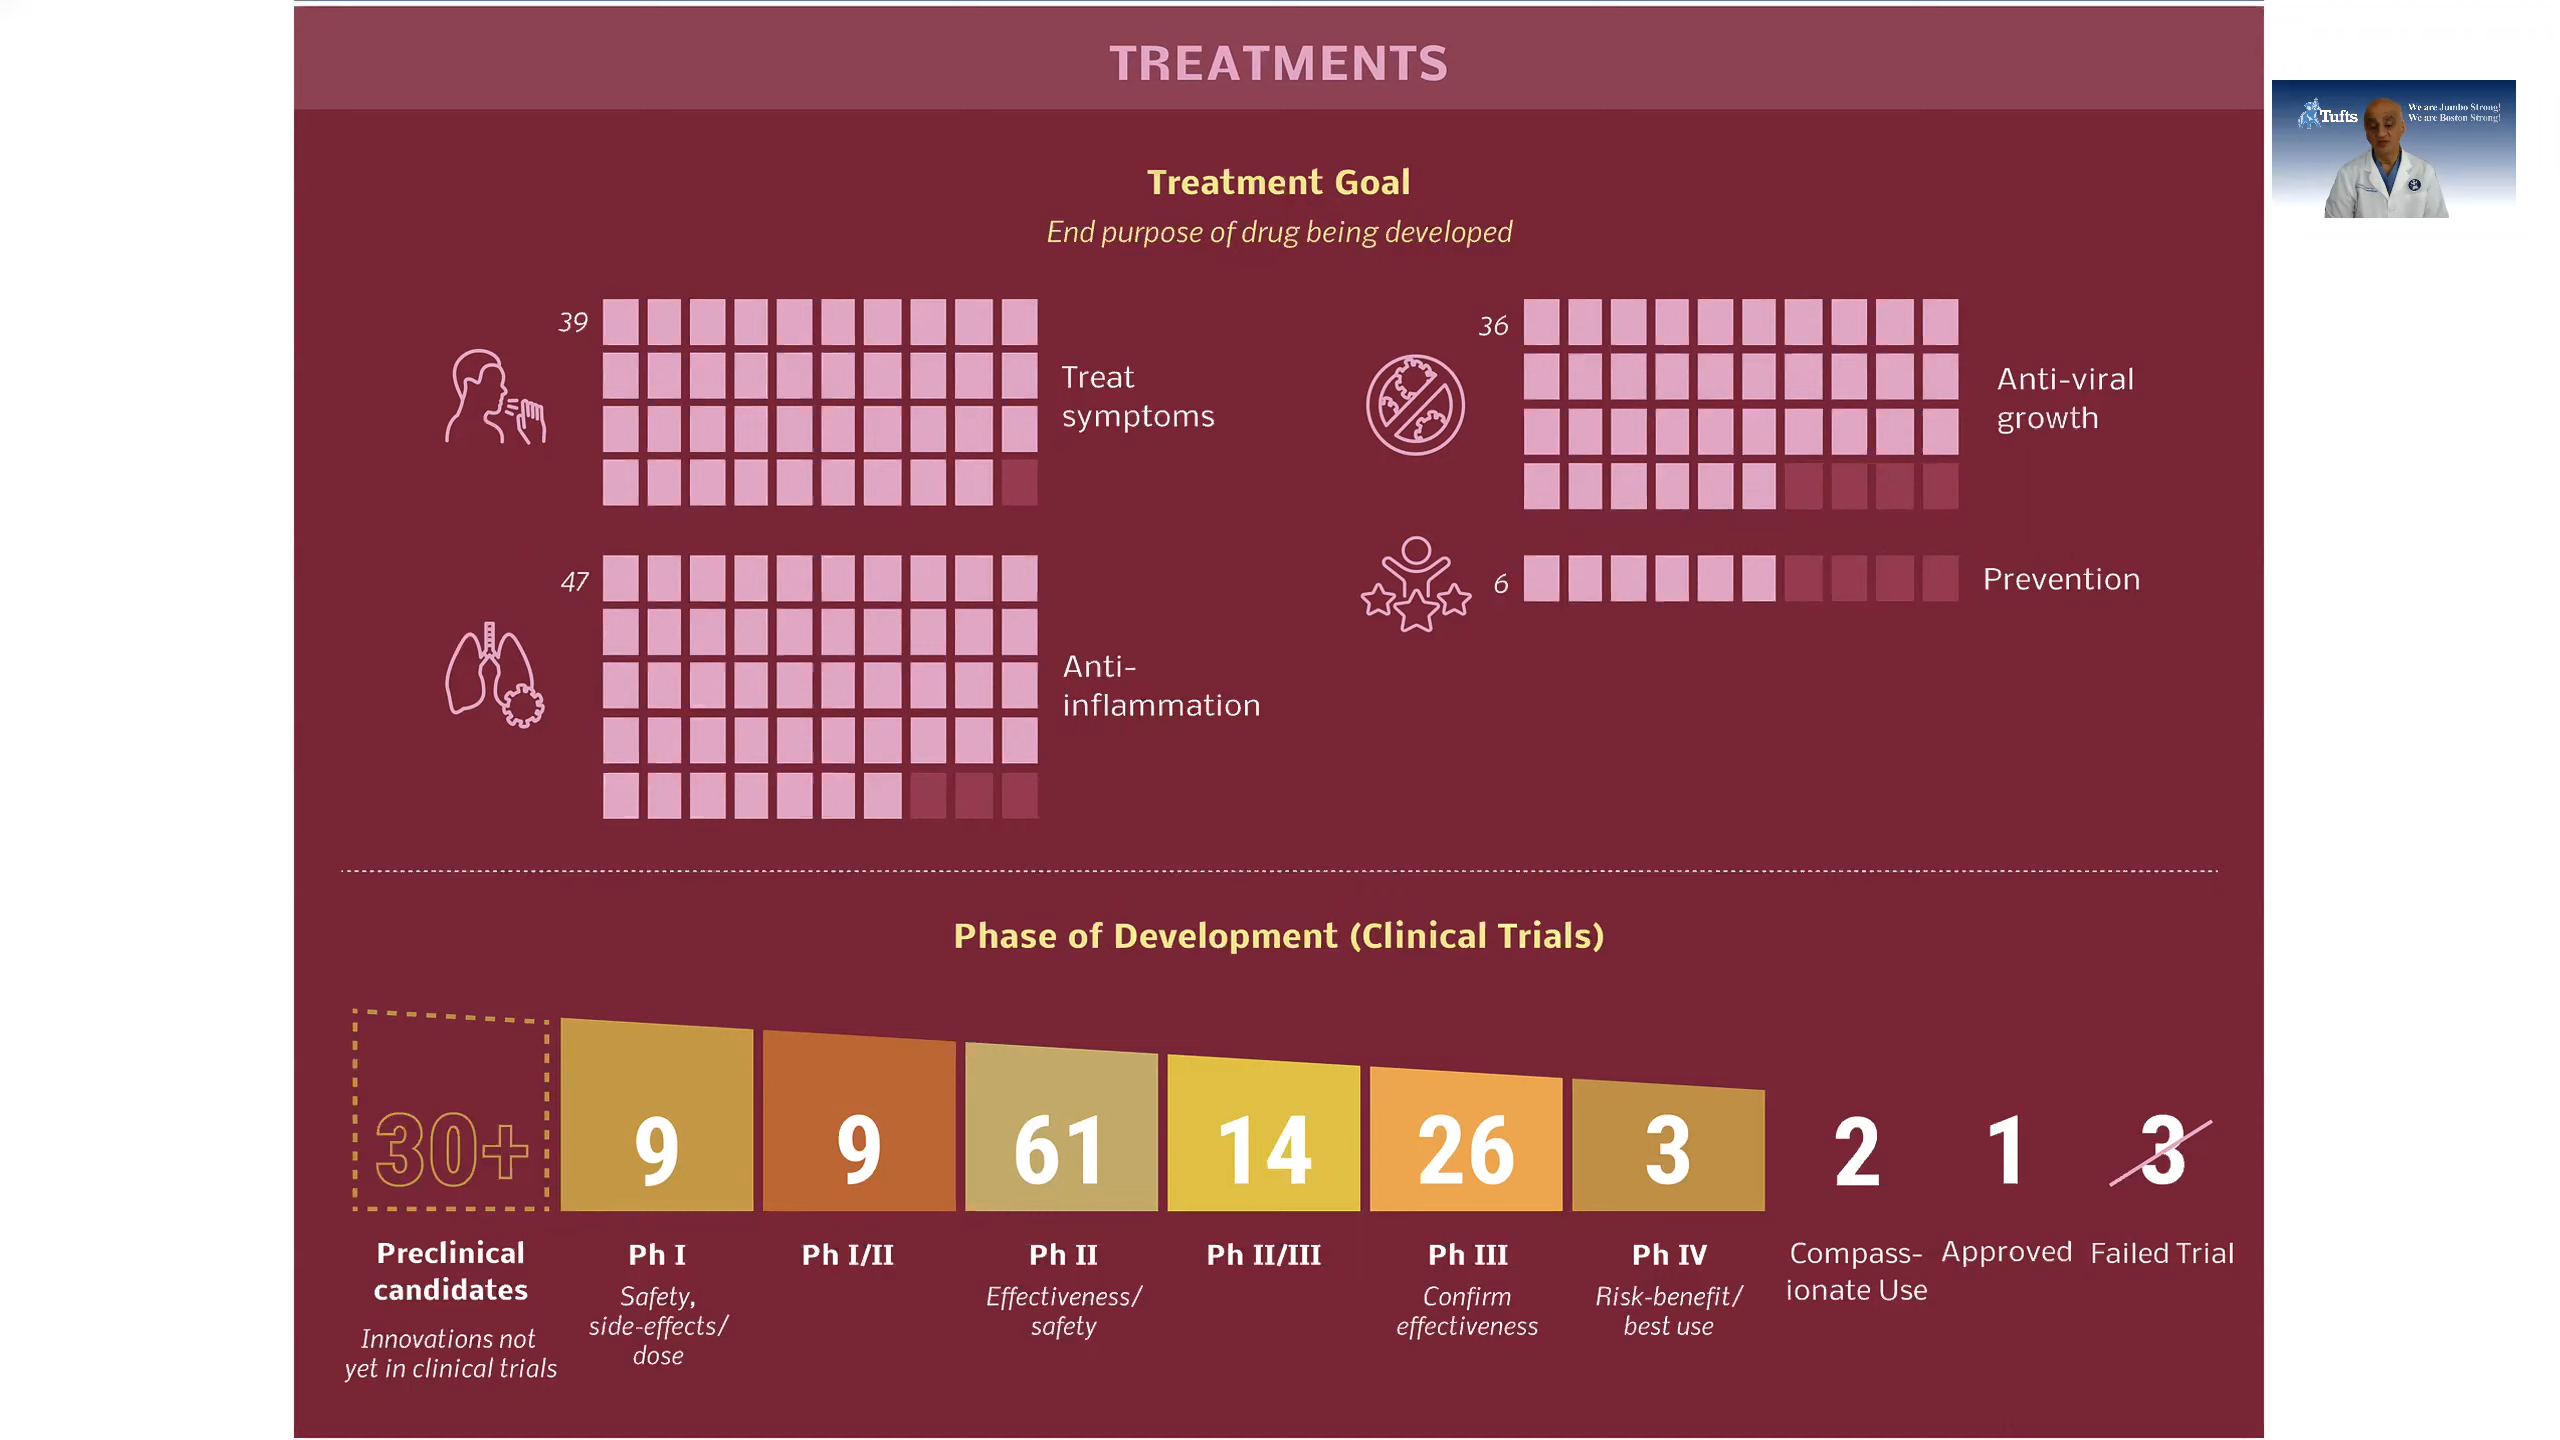 TREATMENTS
Tufts
We are Jumbo Strong!
We are Boston Strong!
Treatment Goal
End purpose of drug being developed
39
Treat
symptoms
36
Anti-viral
growth
47
Anti-
inflammation
6
Prevention
Phase of Development (Clinical Trials)
30+
9
9
61
14
26
3
2
1
3
Preclinical
candidates
Innovations not
yet in clinical trials
Ph I
Safety,
side-effects/
dose
Ph I/II
Ph II
Effectiveness/
safety
Ph II/III
Ph III
Confirm
effectiveness
Ph IV
Risk-benefit/
best use
Compass-
ionate Use
Approved
Failed Trial